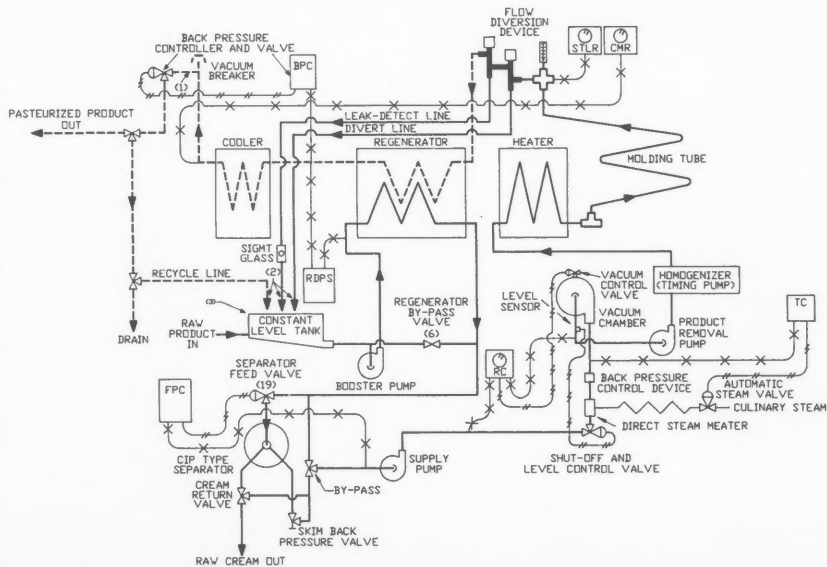 FLOW
DIVERSION
DEVICE
STLR
CMR
BACK PRESSURE
CONTROLLER AND VALVE
VACUUM
BREAKER
(1)
BPC
PASTEURIZED PRODUCT
OUT
LEAK-DETECT LINE
DIVERT LINE
COOLER
REGENERATOR
HEATER
MOLDING TUBE
SIGHT
GLASS
(2)
RDPS
RECYCLE LINE
(3)
CONSTANT
LEVEL TANK
DRAIN
RAW
PRODUCT
IN
REGENERATOR
BY-PASS
VALVE
(6)
BOOSTER PUMP
VACUUM
CONTROL
VALVE
LEVEL
SENSOR
VACUUM CHAMBER
HOMOGENIZER
(TIMING PUMP)
PRODUCT
REMOVAL
PUMP
TC
SEPARATOR
FEED VALVE
(19)
FPC
RC
BACK PRESSURE
CONTROL DEVICE
AUTOMATIC
STEAM VALVE
CULINARY STEAM
DIRECT STEAM MEATER
CIP TYPE
SEPARATOR
SUPPLY
PUMP
SHUT-OFF AND
LEVEL CONTROL VALVE
CREAM
RETURN
VALVE
BY-PASS
SKIM BACK
PRESSURE VALVE
RAW CREAM OUT